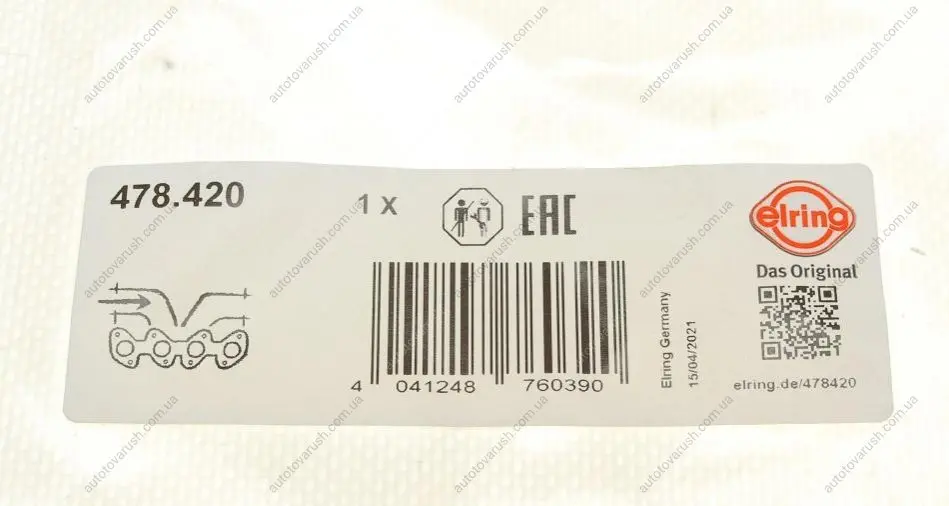 478.420
1 X
EAC
elring
Das Original
4 041248 760390
Elring Germany
15/04/2021
elring.de/478420
autotovarush.com.ua